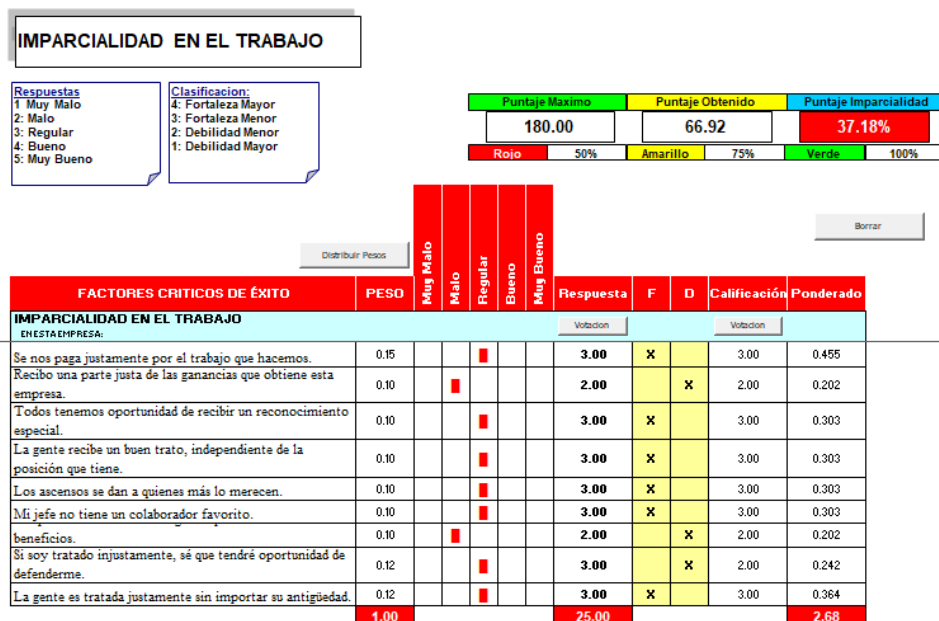 IMPARCIALIDAD EN EL TRABAJO
Respuestas
1 Muy Malo
2: Malo
3: Regular
4: Bueno
5: Muy Bueno
Clasificacion:
4: Fortaleza Mayor
3: Fortaleza Menor
2: Debilidad Menor
1: Debilidad Mayor
Puntaje Maximo Puntaje Obtenido Puntaje Imparcialidad
180.00 66.92 37.18%
Rojo 50% Amarillo 75% Verde 100%
Borrar
Distribuir Pesos
FACTORES CRITICOS DE ÉXITO PESO Muy Malo Malo Regular Bueno Muy Bueno Respuesta F D Calificación Ponderado
IMPARCIALIDAD EN EL TRABAJO
EN ESTA EMPRESA: Votacion Votacion
Se nos paga justamente por el trabajo que hacemos. 0.15 3.00 X 3.00 0.455
Recibo una parte justa de las ganancias que obtiene esta
empresa. 0.10 2.00 X 2.00 0.202
Todos tenemos oportunidad de recibir un reconocimiento
especial. 0.10 3.00 X 3.00 0.303
La gente recibe un buen trato, independiente de la
posición que tiene. 0.10 3.00 X 3.00 0.303
Los ascensos se dan a quienes más lo merecen. 0.10 3.00 X 3.00 0.303
Mi jefe no tiene un colaborador favorito. 0.10 3.00 X 3.00 0.303
beneficios. 0.10 2.00 X 2.00 0.202
Si soy tratado injustamente, sé que tendré oportunidad de
defenderme. 0.12 3.00 X 2.00 0.242
La gente es tratada justamente sin importar su antigüedad. 0.12 3.00 X 3.00 0.364
1.00 25.00 2.68